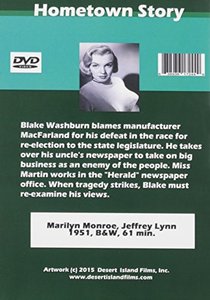 Hometown Story
DVD
VIDEO
Blake Washburn blames manufacturer
MacFarland for his defeat in the race for
re-election to the state legislature. He takes
over his uncle's newspaper to take on big
business as an enemy of the people. Miss
Martin works in the "Herald" newspaper
office. When tragedy strikes, Blake must
re-examine his views.
Marilyn Monroe, Jeffrey Lynn
1951, B&W, 61 min.
Artwork (c) 2015 Desert Island Films, Inc.
www.desertislandfilms.com